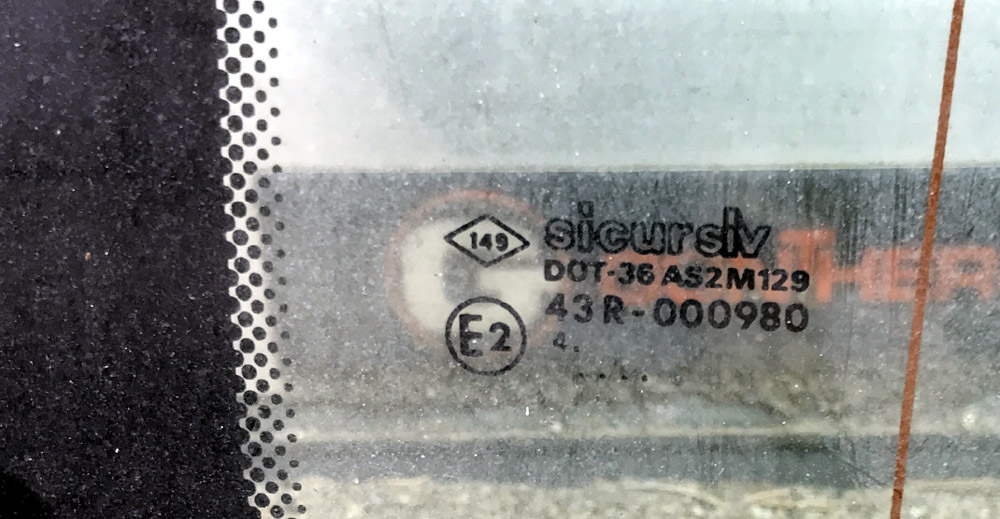 149
sicursiv
DOT-36 AS2M129
43R-000980
E2
4.